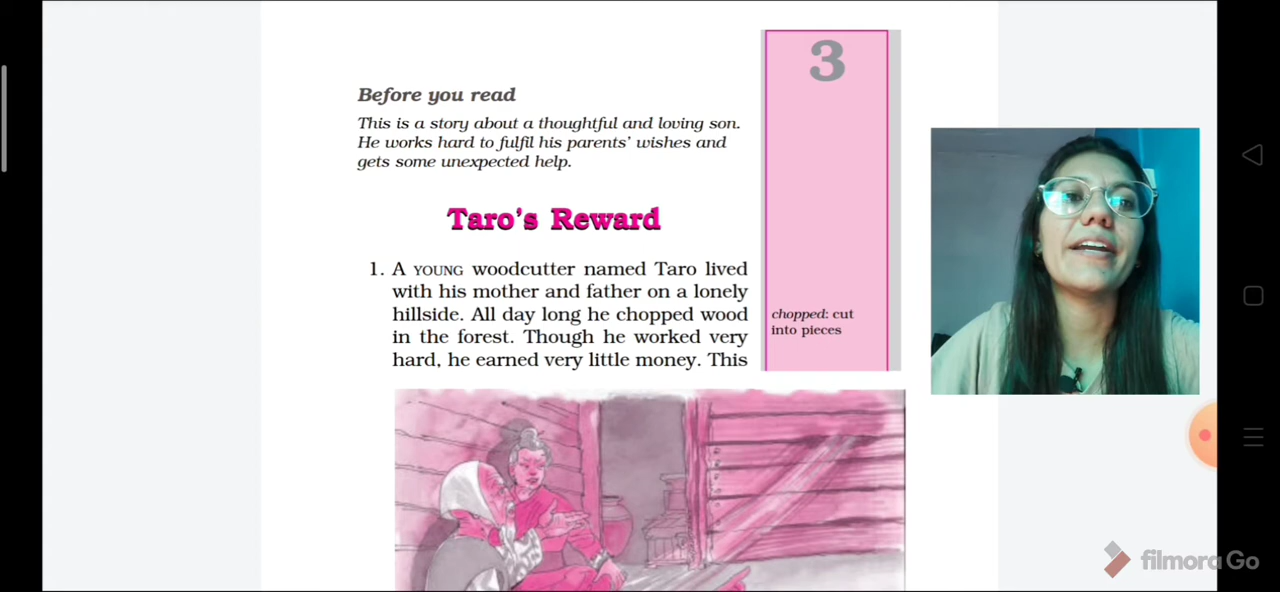 3
Before you read
This is a story about a thoughtful and loving son.
He works hard to fulfil his parents' wishes and
gets some unexpected help.
Taro's Reward
1. A YOUNG woodcutter named Taro lived
with his mother and father on a lonely
hillside. All day long he chopped wood
in the forest. Though he worked very
hard, he earned very little money. This
chopped: cut
into pieces
filmora Go